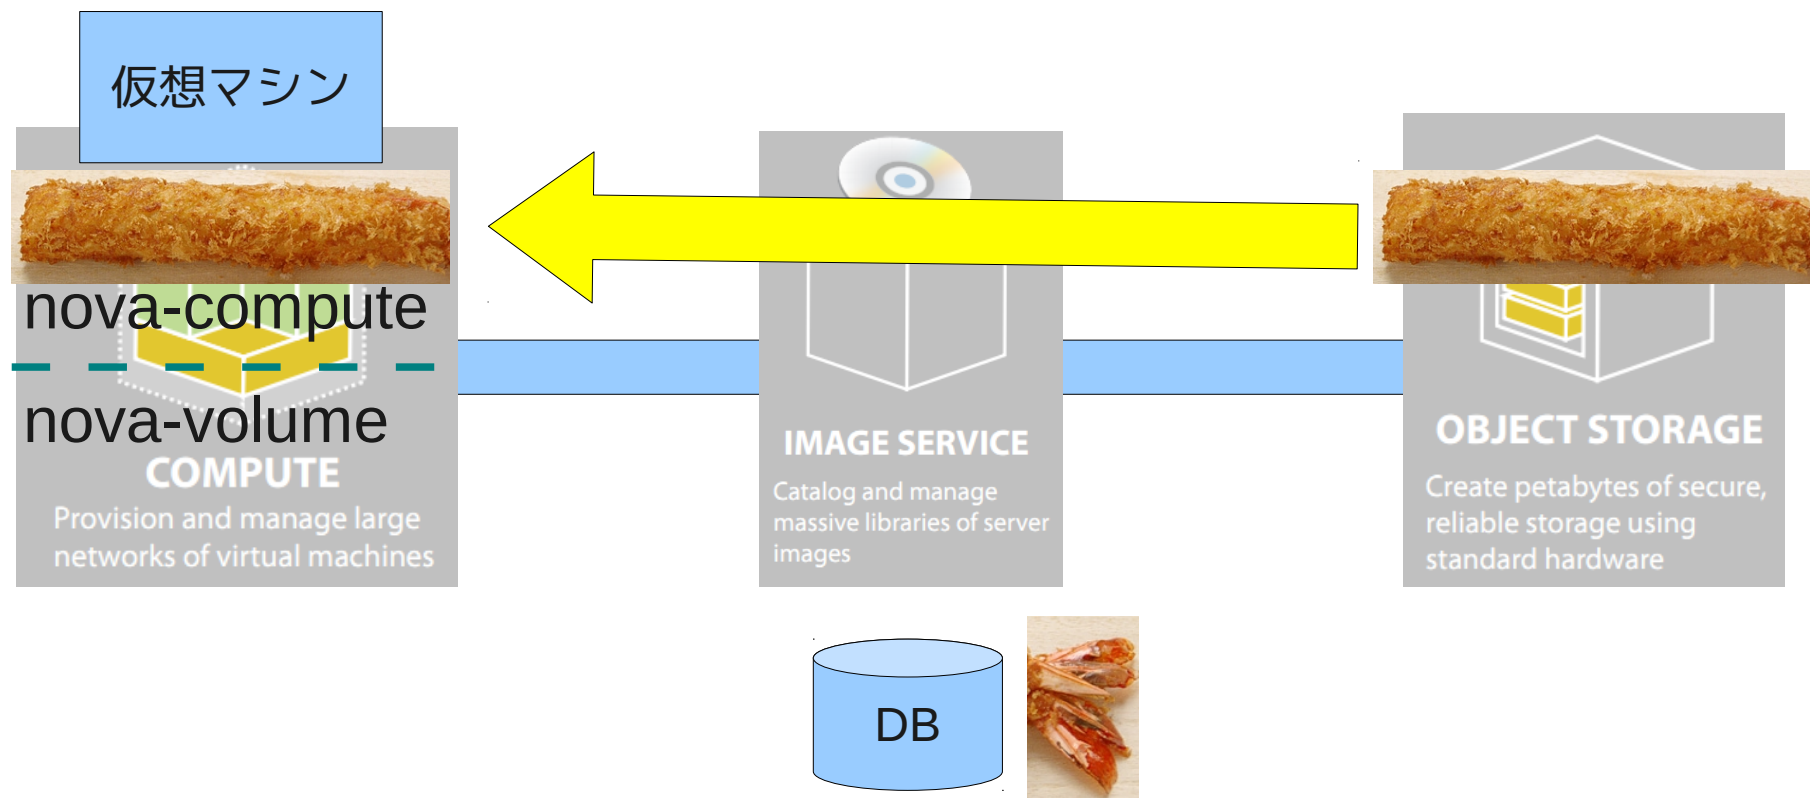 仮想マシン
nova-compute
nova-volume
COMPUTE
Provision and manage large
networks of virtual machines
IMAGE SERVICE
Catalog and manage
massive libraries of server
images
OBJECT STORAGE
Create petabytes of secure,
reliable storage using
standard hardware
DB